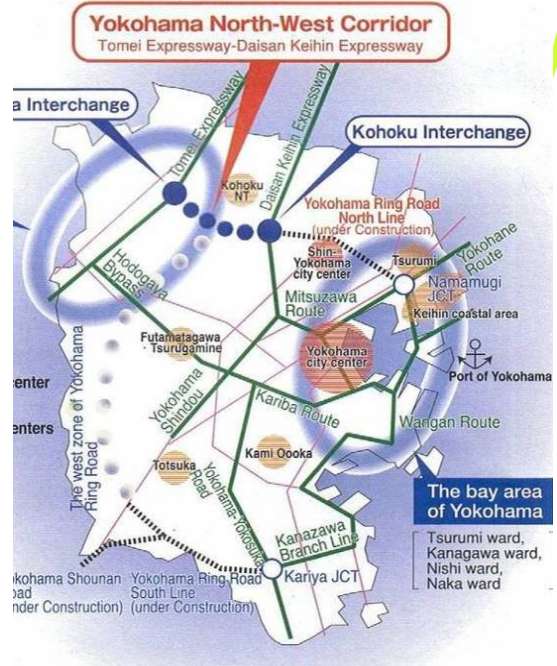 Yokohama North-West Corridor
Tomei Expressway-Daisan Keihin Expressway
a Interchange
Tomei Expressway
Daisan Keihin Expressway
Kohoku Interchange
Kohoku
NT
Yokohama Ring Road
North Line
(under Construction)
Shin-
Yokohama
city center
Tsurumi
Yokohane
Route
Namamugi
JCT
Keihin coastal area
Hodogaya
Bypass
Mitsuzawa
Route
Futamatagawa
· Tsurugamine
Yokohama
city center
Port of Yokohama
enter
enters
The west zone of Yokohama
Ring Road
Yokohama
Shindou
Kariba Route
Wangan Route
Totsuka
Kami Oooka
Yokohama-Yokosuka
Road
Kanazawa
Branch Line
The bay area
of Yokohama
Tsurumi ward,
Kanagawa ward,
Nishi ward,
Naka ward
okohama Shounan
oad
nder Construction)
Yokohama Ring Road
South Line
(under Construction)
Kariya JCT